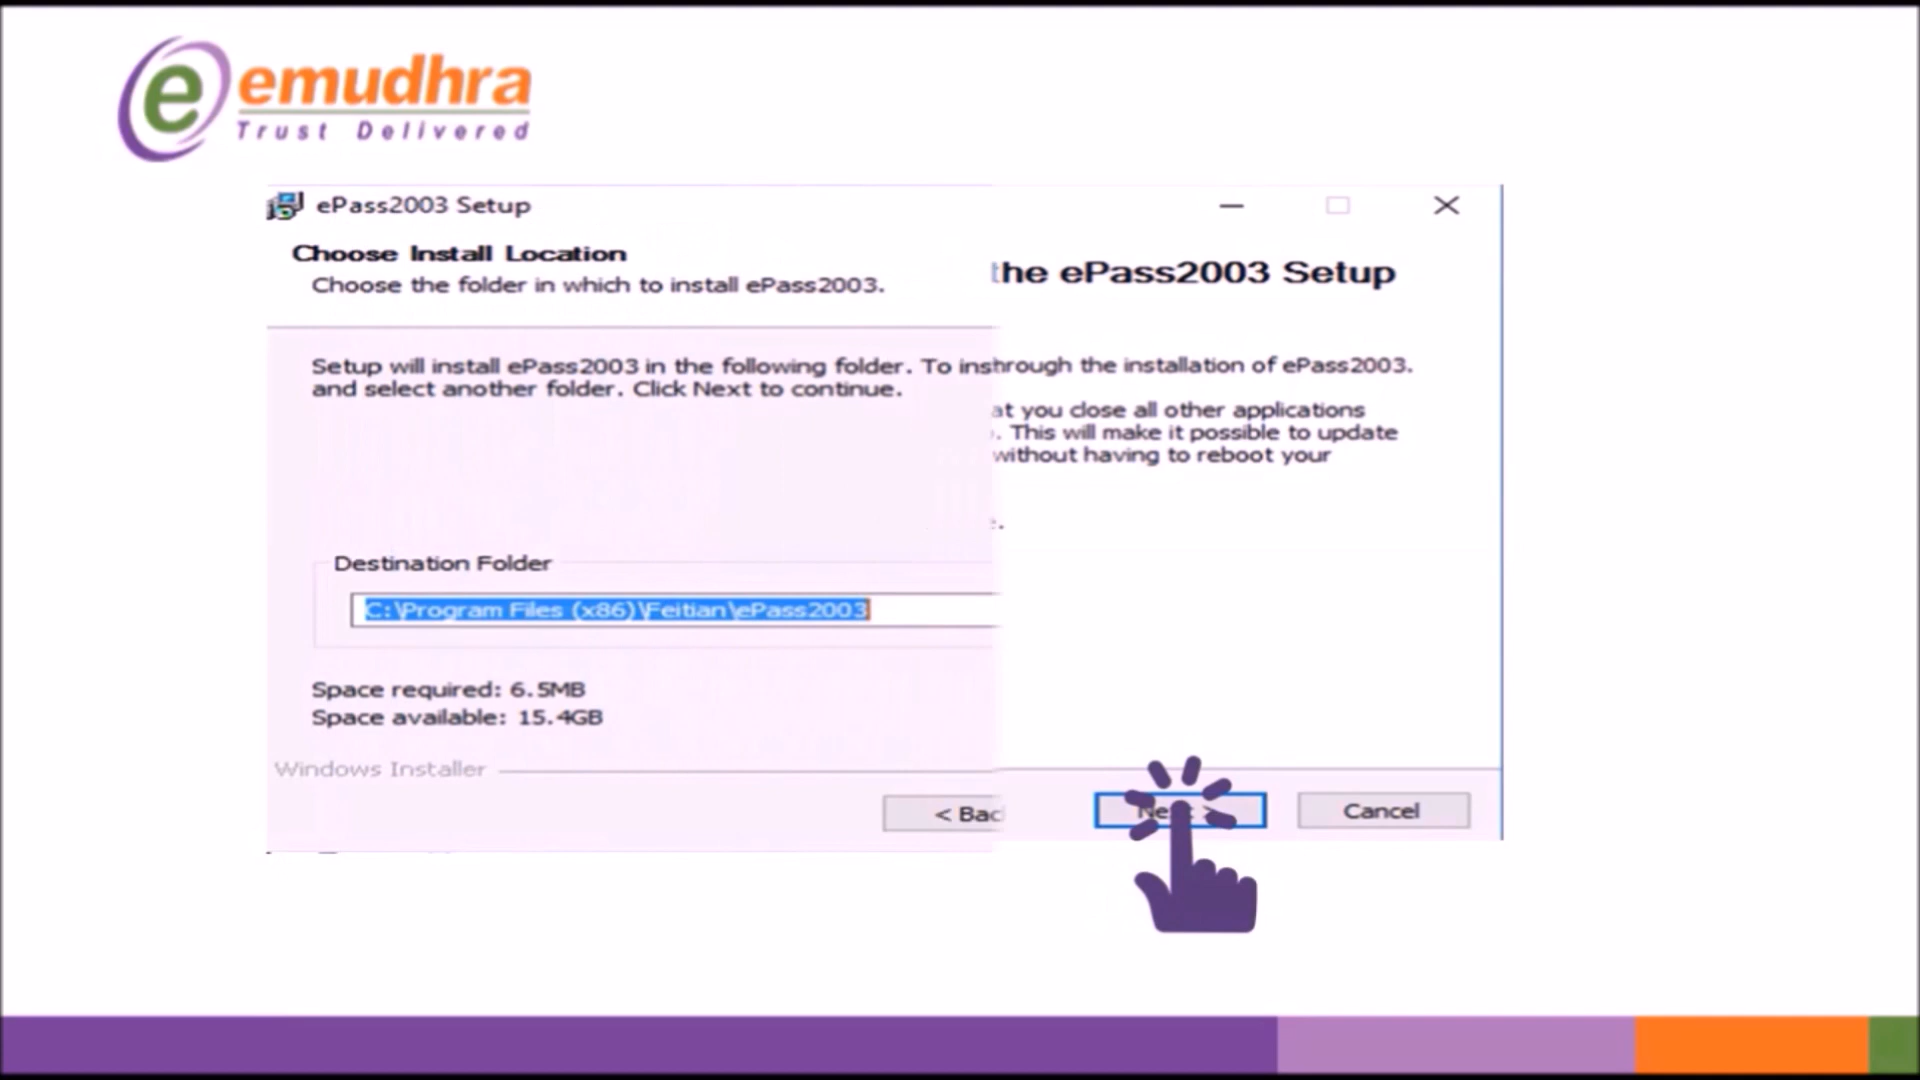 e emudhra
Trust Delivered
ePass2003 Setup
Choose Install Location
Choose the folder in which to install ePass2003.
the ePass2003 Setup
Setup will install ePass2003 in the following folder. To ins
hrough the installation of ePass2003.
and select another folder. Click Next to continue.
at you close all other applications
. This will make it possible to update
without having to reboot your
Destination Folder
C:\Program Files (x86)\Feitian\ePass2003
Space required: 6.5MB
Space available: 15.4GB
Windows Installer
< Bac
Cancel